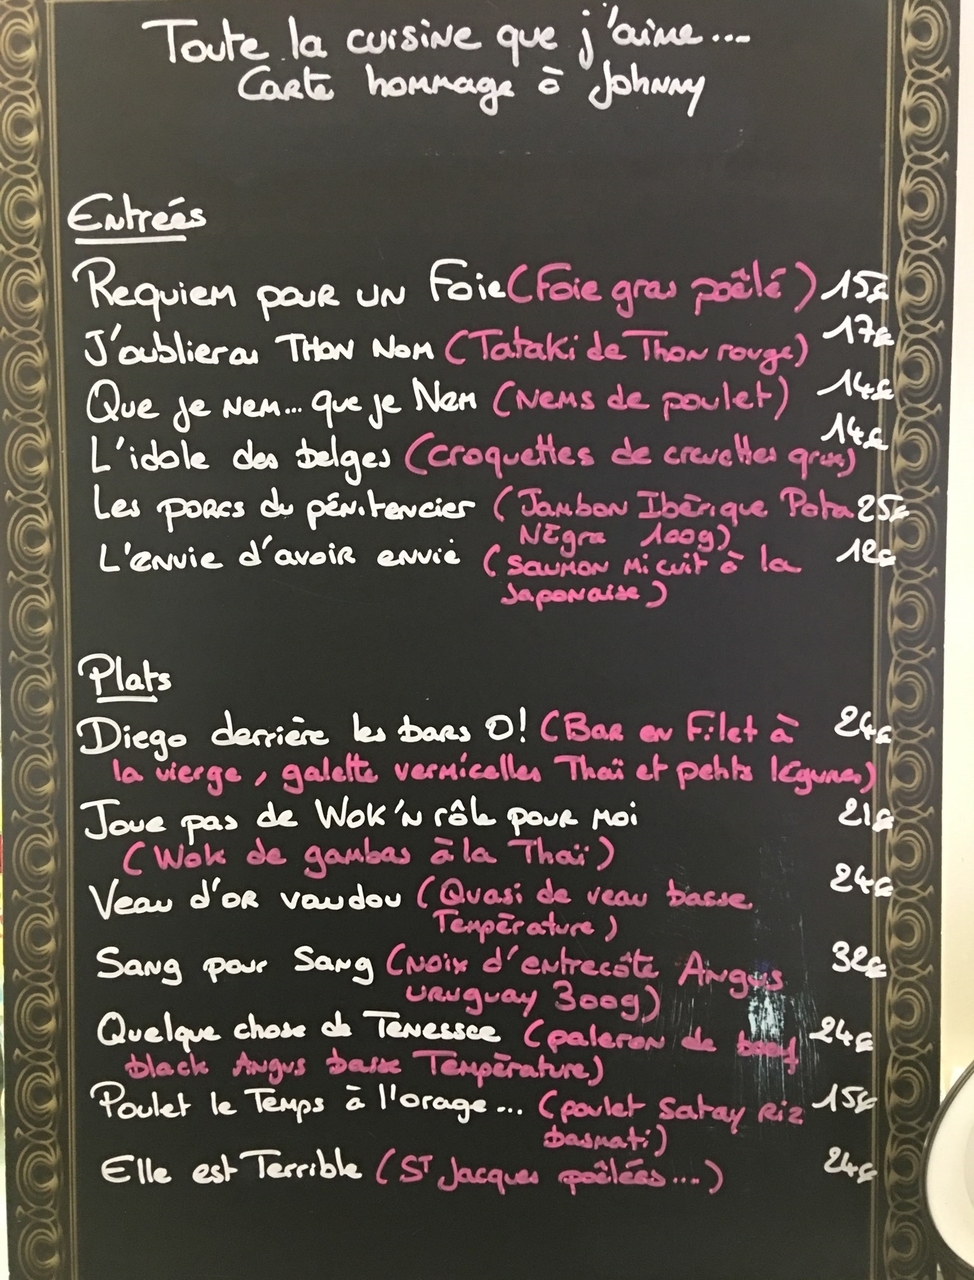 Toute la cuisine que j'aime...
Carte hommage à Johnny
Entrées
Requiem pour un Foie (Foie gras poêlé) 15€
J'oublierai Thon Nom (Tataki de Thon rouge) 17€
Que je Nem... que je Nem (Nems de poulet) 14€
L'idole des belges (croquettes de crevettes grises) 14€
Les porcs du pénitencier (Jambon Ibérique Pata 25€
Négra 100g)
L'envie d'avoir envie (saumon mi cuit à la 12€
Japonaise)
Plats
Diego derrière les bars O! (Bar en Filet à 24€
la vierge, galette vermicelles Thaï et petits légumes)
Joue pas de Wok'n rôle pour moi 21€
(Wok de gambas à la Thaï)
Veau d'or vaudou (Quasi de veau basse 24€
Température)
Sang pour Sang (Noix d'entrecôte Angus 32€
Uruguay 300g)
Quelque chose de Tenessee (paleron de boeuf 24€
black Angus basse Température)
Poulet le Temps à l'orage... (poulet Satay Riz 15€
basmati)
Elle est Terrible (St Jacques poêlées...) 24€